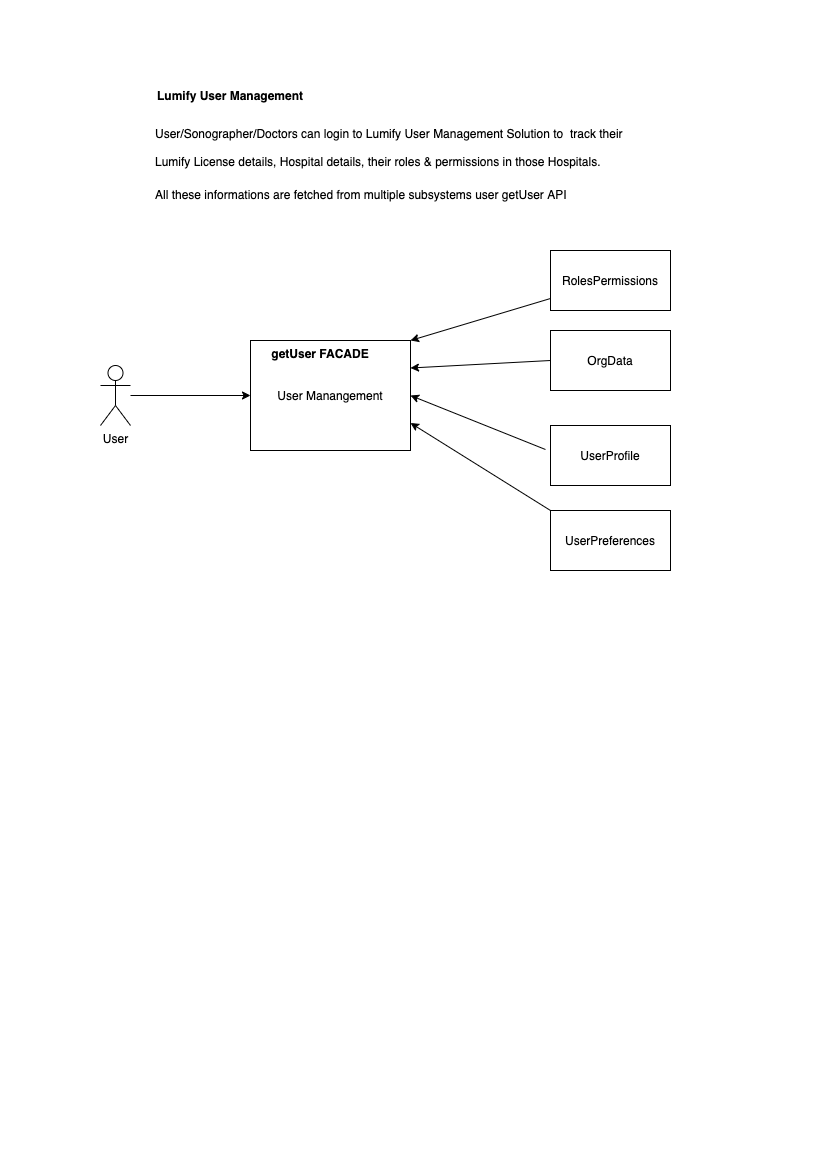 Lumify User Management
User/Sonographer/Doctors can login to Lumify User Management Solution to  track their
Lumify License details, Hospital details, their roles & permissions in those Hospitals.
All these informations are fetched from multiple subsystems user getUser API
RolesPermissions
getUser FACADE
OrgData
User Manangement
User
UserProfile
UserPreferences